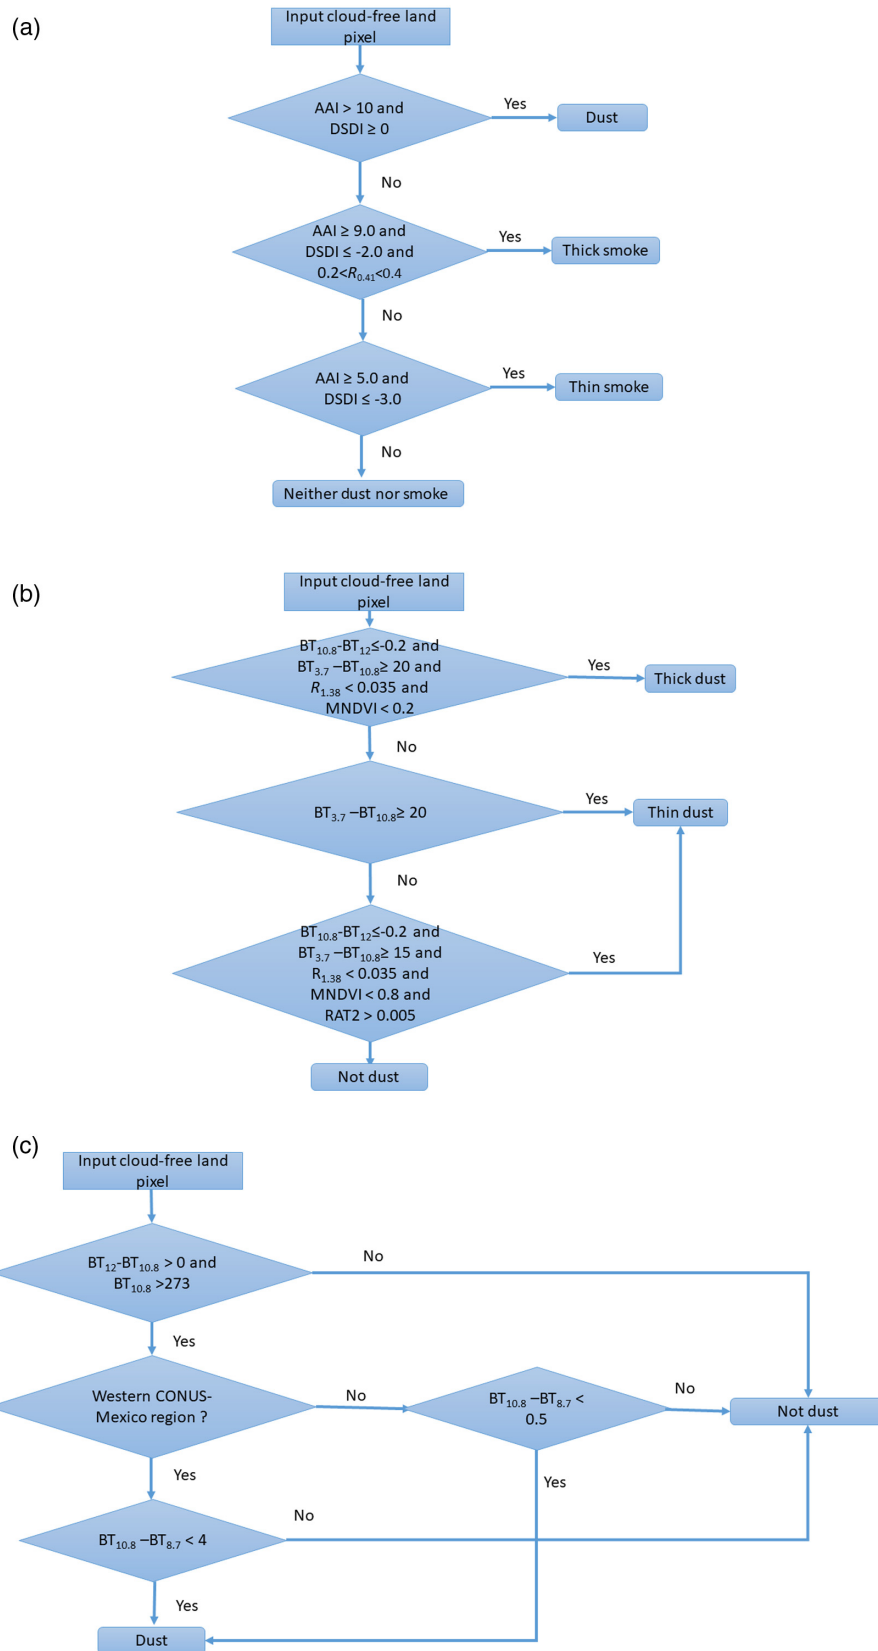 (a)
Input cloud-free land
pixel
AAI > 10 and
DSDI ≥ 0
Yes
Dust
No
AAI ≥ 9.0 and
DSDI ≤ -2.0 and
0.2<R0.41<0.4
Yes
Thick smoke
No
AAI ≥ 5.0 and
DSDI ≤ -3.0
Yes
Thin smoke
No
Neither dust nor smoke
(b)
Input cloud-free land
pixel
BT10.8-BT12≤-0.2 and
BT3.7 –BT10.8≥ 20 and
R1.38 < 0.035 and
MNDVI < 0.2
Yes
Thick dust
No
BT3.7 –BT10.8≥ 20
Yes
Thin dust
No
BT10.8-BT12≤-0.2 and
BT3.7 –BT10.8≥ 15 and
R1.38 < 0.035 and
MNDVI < 0.8 and
RAT2 > 0.005
Yes
Not dust
(c)
Input cloud-free land
pixel
BT12-BT10.8 > 0 and
BT10.8 >273
No
Yes
Western CONUS-
Mexico region ?
No
BT10.8 –BT8.7 <
0.5
No
Not dust
Yes
Yes
BT10.8 –BT8.7 < 4
No
Yes
Dust